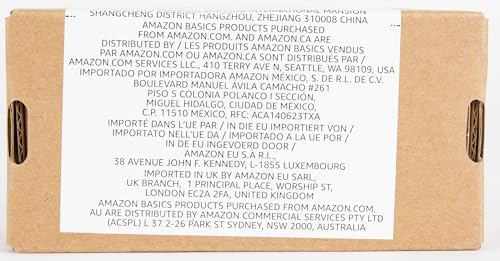 INTERNATIONAL MANSION
SHANGCHENG DISTRICT HANGZHOU, ZHEJIANG 310008 CHINA
AMAZON BASICS PRODUCTS PURCHASED
FROM AMAZON.COM. AND AMAZON.CA ARE
DISTRIBUTED BY / LES PRODUITS AMAZON BASICS VENDUS
PAR AMAZON.COM OU AMAZON.CA SONT DISTRIBUÉS PAR /
AMAZON.COM SERVICES LLC., 410 TERRY AVE N, SEATTLE, WA 98109, USA
IMPORTADO POR IMPORTADORA AMAZON MÉXICO, S. DE R.L. DE C.V.
BOULEVARD MANUEL ÁVILA CAMACHO #261
PISO 5 COLONIA POLANCO I SECCIÓN,
MIGUEL HIDALGO, CIUDAD DE MÉXICO,
C.P. 11510 MÉXICO, RFC: ACA140623TXA
IMPORTÉ DANS L'UE PAR / IN DIE EU IMPORTIERT VON /
IMPORTATO NELL'UE DA / IMPORTADO A LA UE POR /
IN DE EU INGEVOERD DOOR /
AMAZON EU S.A R.L.,
38 AVENUE JOHN F. KENNEDY, L-1855 LUXEMBOURG
IMPORTED IN UK BY AMAZON EU SARL,
UK BRANCH, 1 PRINCIPAL PLACE, WORSHIP ST,
LONDON EC2A 2FA, UNITED KINGDOM
AMAZON BASICS PRODUCTS PURCHASED FROM AMAZON.COM.
AU ARE DISTRIBUTED BY AMAZON COMMERCIAL SERVICES PTY LTD
(ACSPL) L 37 2-26 PARK ST SYDNEY, NSW 2000, AUSTRALIA